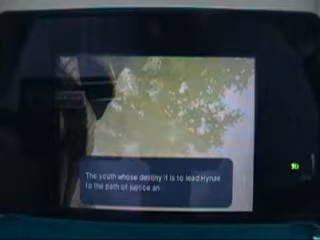 The youth whose destiny it is to lead Hyrule
to the path of justice an